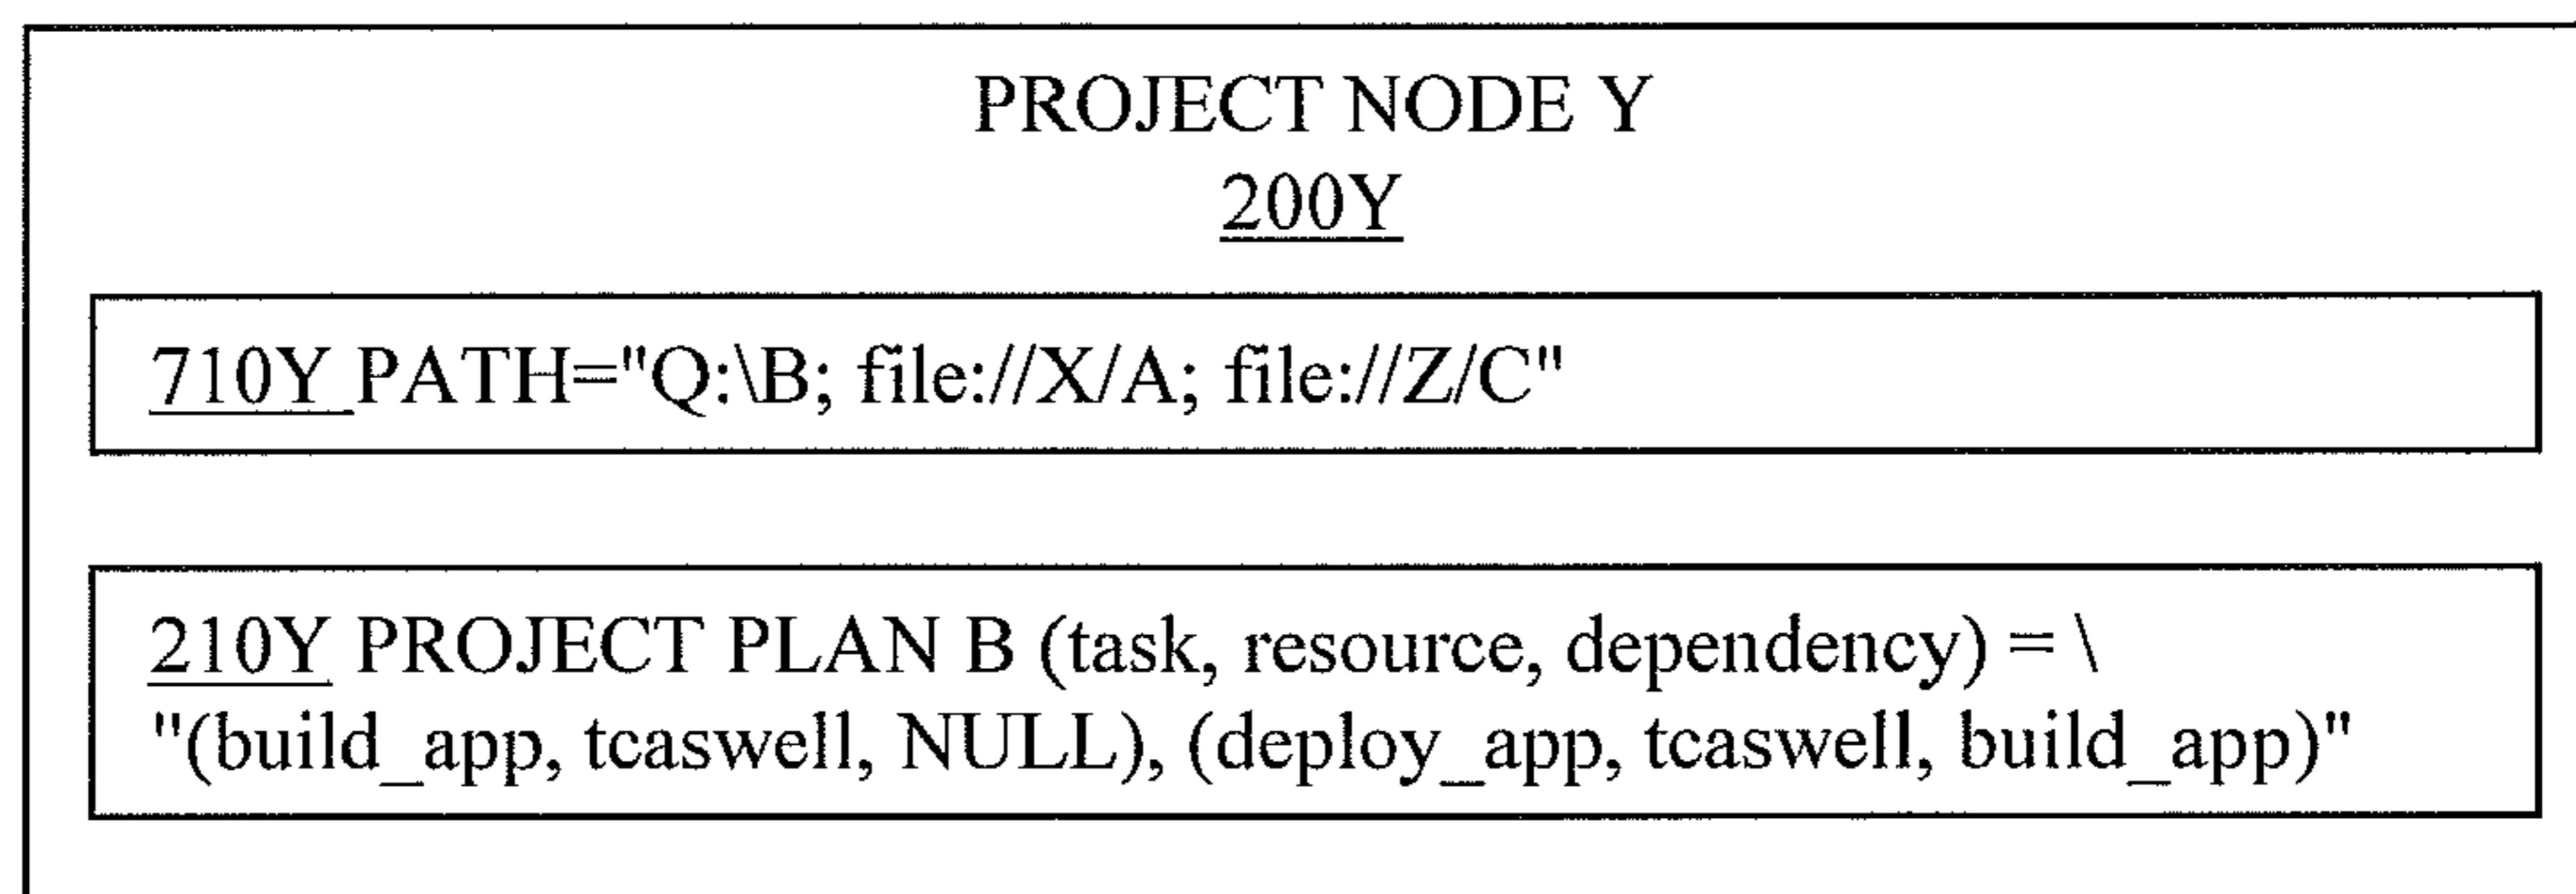 PROJECT NODE Y
200Y
710Y PATH="Q:\B; file://X/A; file://Z/C"
210Y PROJECT PLAN B (task, resource, dependency) = \
"(build_app, tcaswell, NULL), (deploy_app, tcaswell, build_app)"